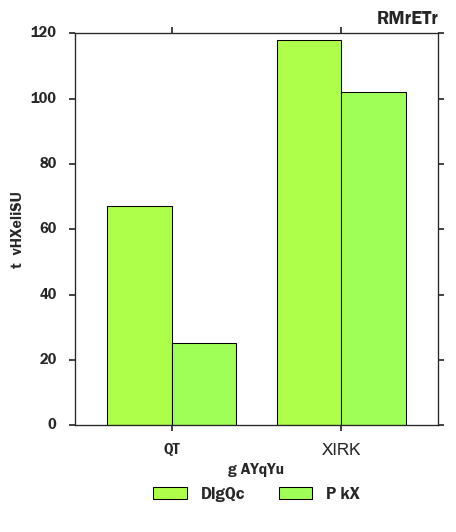 RMrETr
120
100
80
60
40
20
0
t vHXeliSU
QT XIRK
g AYqYu
DIgQc P kX